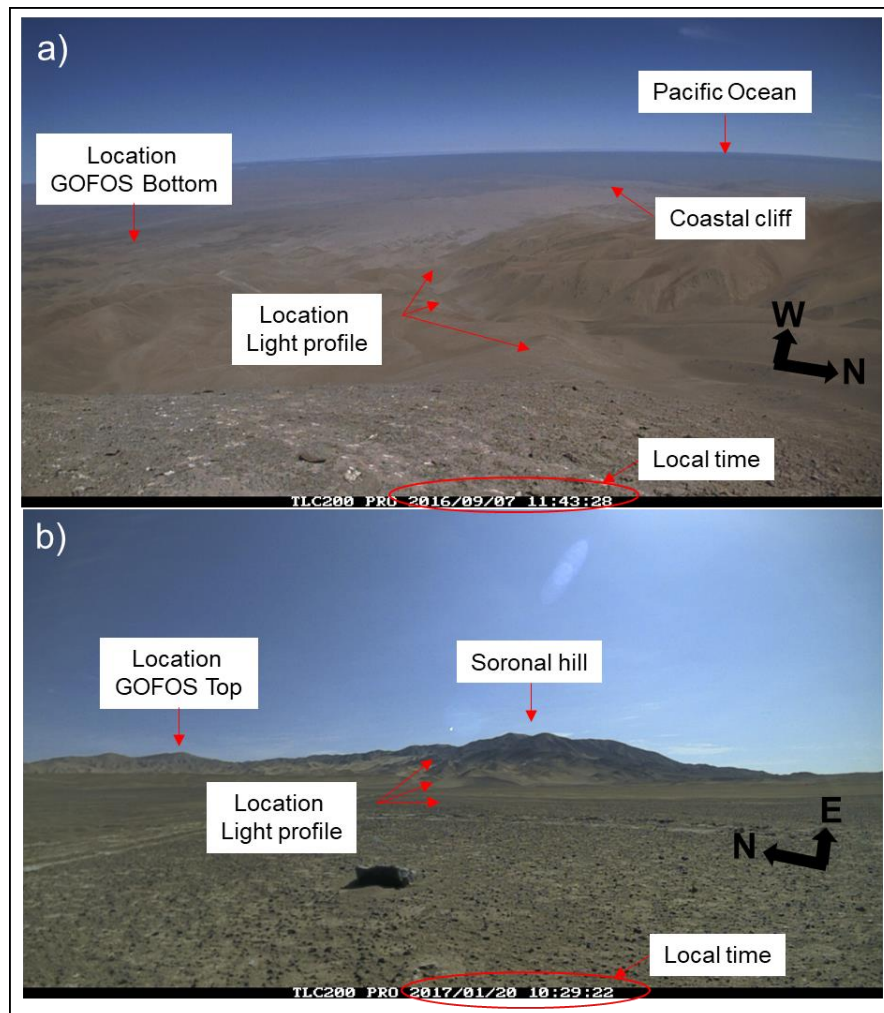 a)
Pacific Ocean
Location
GOFOS Bottom
Coastal cliff
Location
Light profile
W
N
Local time
TLC200 PRO 2016/09/07 11:43:28
b)
Location
GOFOS Top
Soronal hill
Location
Light profile
E
N
Local time
TLC200 PRO 2017/01/20 10:29:22